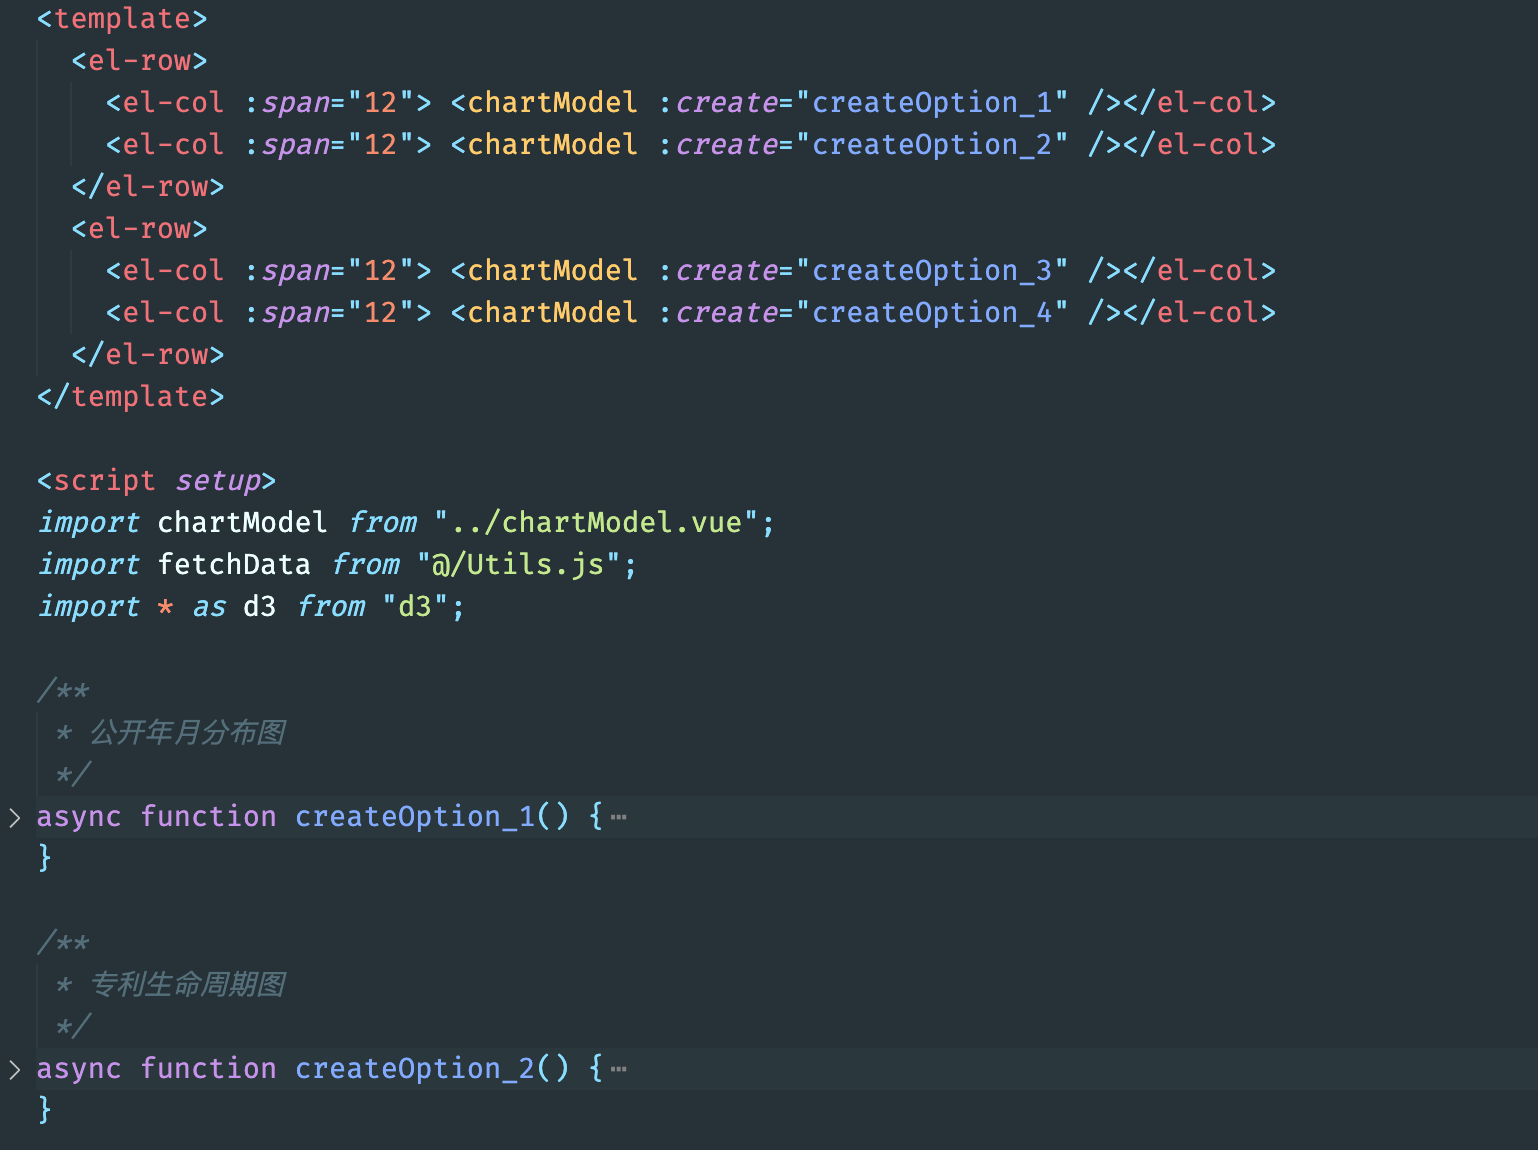 <template>
  <el-row>
    <el-col :span="12"> <chartModel :create="createOption_1" /></el-col>
    <el-col :span="12"> <chartModel :create="createOption_2" /></el-col>
  </el-row>
  <el-row>
    <el-col :span="12"> <chartModel :create="createOption_3" /></el-col>
    <el-col :span="12"> <chartModel :create="createOption_4" /></el-col>
  </el-row>
</template>
<script setup>
import chartModel from "../chartModel.vue";
import fetchData from "@/Utils.js";
import * as d3 from "d3";
/**
 * 公开年月分布图
 */
async function createOption_1() {⋯
}
/**
 * 专利生命周期图
 */
async function createOption_2() {⋯
}